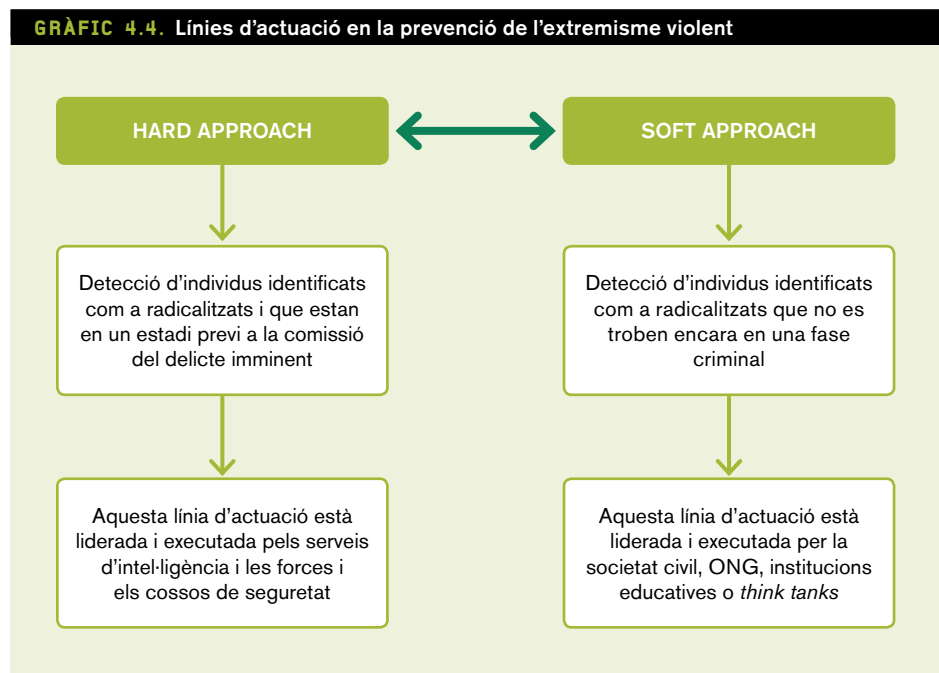 GRÀFIC 4.4. Línies d'actuació en la prevenció de l'extremisme violent
HARD APPROACH
SOFT APPROACH
Detecció d'individus identificats
com a radicalitzats i que estan
en un estadi previ a la comissió
del delicte imminent
Detecció d'individus identificats
com a radicalitzats que no es
troben encara en una fase
criminal
Aquesta línia d'actuació està
liderada i executada pels serveis
d'intel·ligència i les forces i
els cossos de seguretat
Aquesta línia d'actuació està
liderada i executada per la
societat civil, ONG, institucions
educatives o think tanks